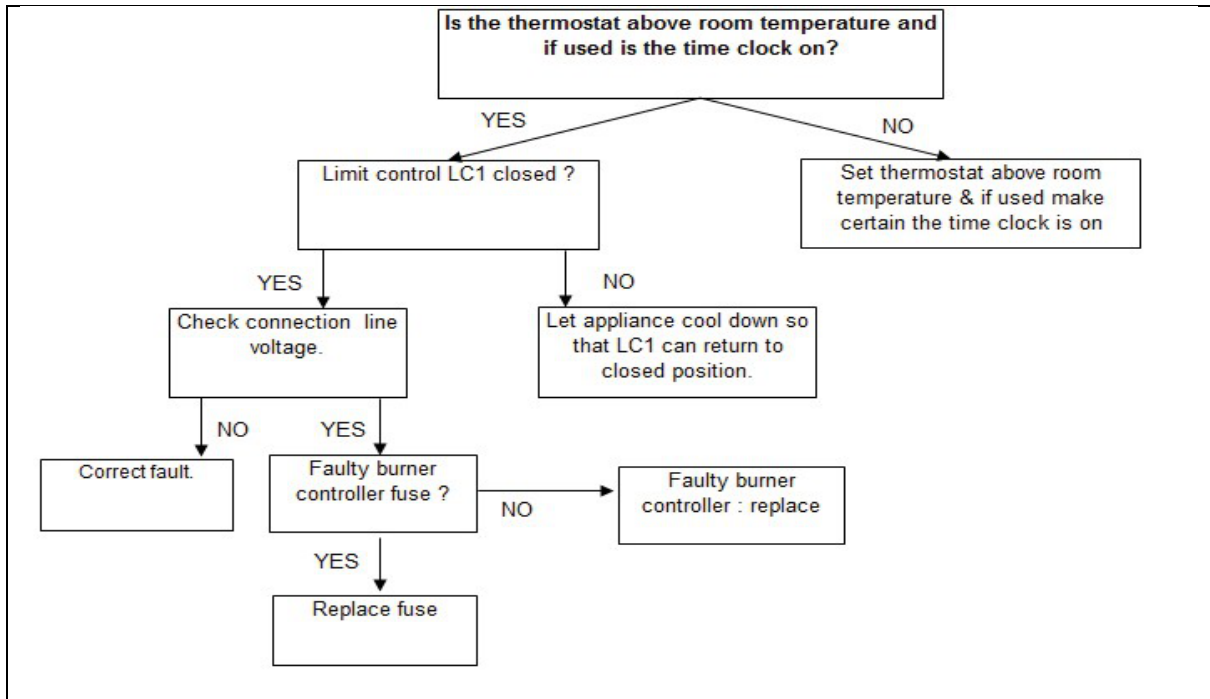 Is the thermostat above room temperature and
if used is the time clock on?
YES
NO
Limit control LC1 closed ?
Set thermostat above room
temperature & if used make
certain the time clock is on
YES
NO
Check connection line
voltage.
Let appliance cool down so
that LC1 can return to
closed position.
NO
YES
Correct fault.
Faulty burner
controller fuse ?
NO
Faulty burner
controller : replace
YES
Replace fuse